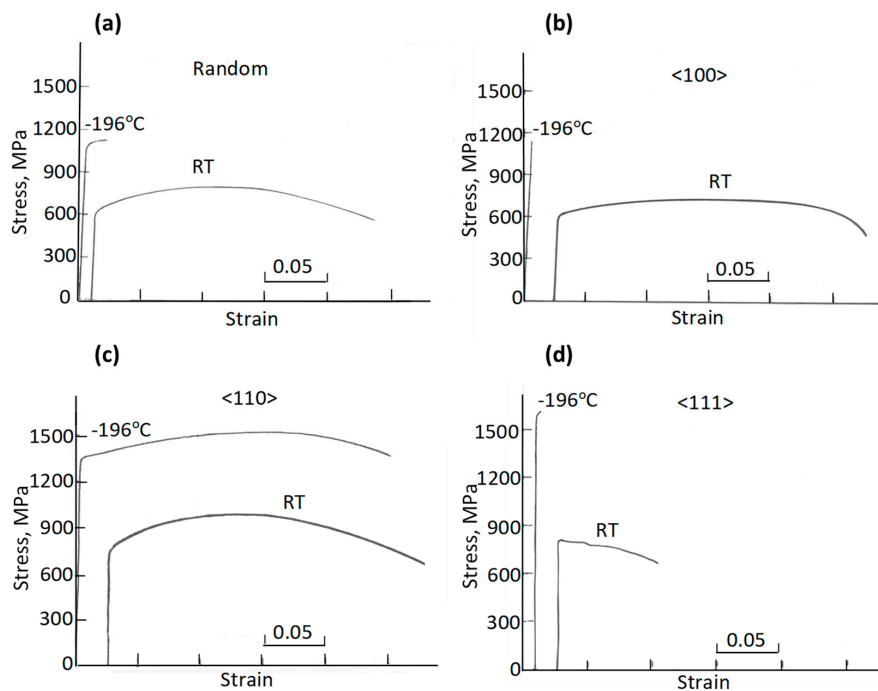 (a)
Random
Stress, MPa
1500
1200
900
600
300
0
-196°C
RT
0.05
Strain
(b)
<100>
Stress, MPa
1500
1200
900
600
300
0
-196°C
RT
0.05
Strain
(c)
<110>
Stress, MPa
1500
1200
900
600
300
0
-196°C
RT
0.05
Strain
(d)
<111>
Stress, MPa
1500
1200
900
600
300
0
-196°C
RT
0.05
Strain